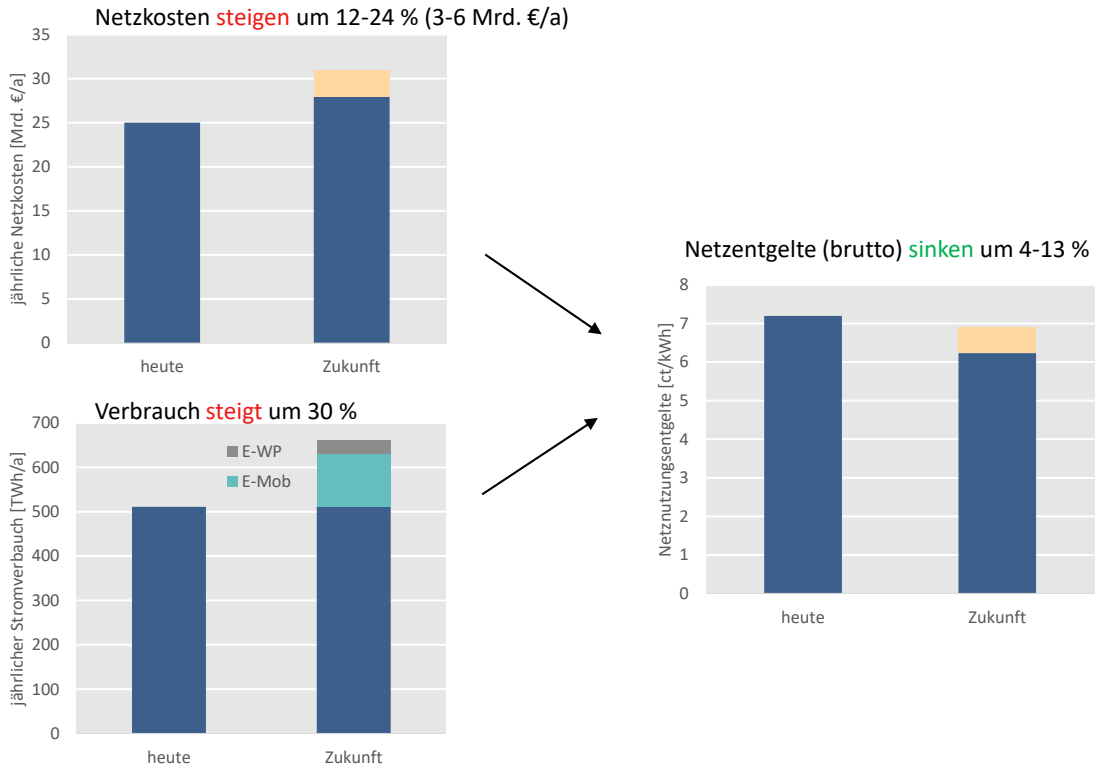 Netzkosten steigen um 12-24 % (3-6 Mrd. €/a)
jährliche Netzkosten [Mrd. €/a]
35
30
25
20
15
10
5
0
heute Zukunft
Verbrauch steigt um 30 %
jährlicher Stromverbrauch [TWh/a]
700
600
500
400
300
200
100
0
E-WP
E-Mob
heute Zukunft
Netzentgelte (brutto) sinken um 4-13 %
Netznutzungsentgelte [ct/kWh]
8
7
6
5
4
3
2
1
0
heute Zukunft